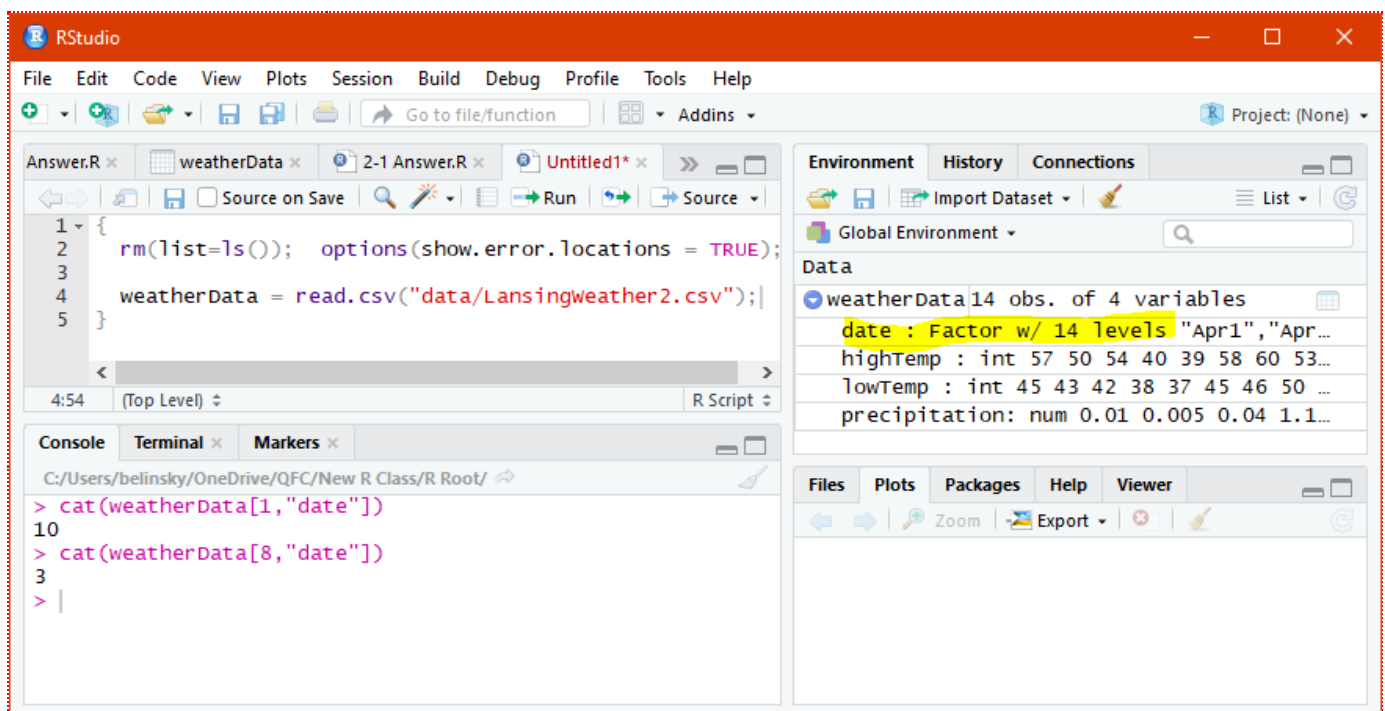 RStudio
File Edit Code View Plots Session Build Debug Profile Tools Help
Go to file/function Addins Project: (None)
Answer.R weatherData 2-1 Answer.R Untitled1*
Source on Save Run Source
1 {
2 rm(list=ls()); options(show.error.locations = TRUE);
3
4 weatherData = read.csv("data/LansingWeather2.csv");
5 }
4:54 (Top Level) R Script
Console Terminal Markers
C:/Users/belinsky/OneDrive/QFC/New R Class/R Root/
> cat(weatherData[1,"date"])
10
> cat(weatherData[8,"date"])
3
>
Environment History Connections
Import Dataset List
Global Environment
Data
weatherData 14 obs. of 4 variables
date : Factor w/ 14 levels "Apr1","Apr…
highTemp : int 57 50 54 40 39 58 60 53…
lowTemp : int 45 43 42 38 37 45 46 50 …
precipitation: num 0.01 0.005 0.04 1.1…
Files Plots Packages Help Viewer
Zoom Export